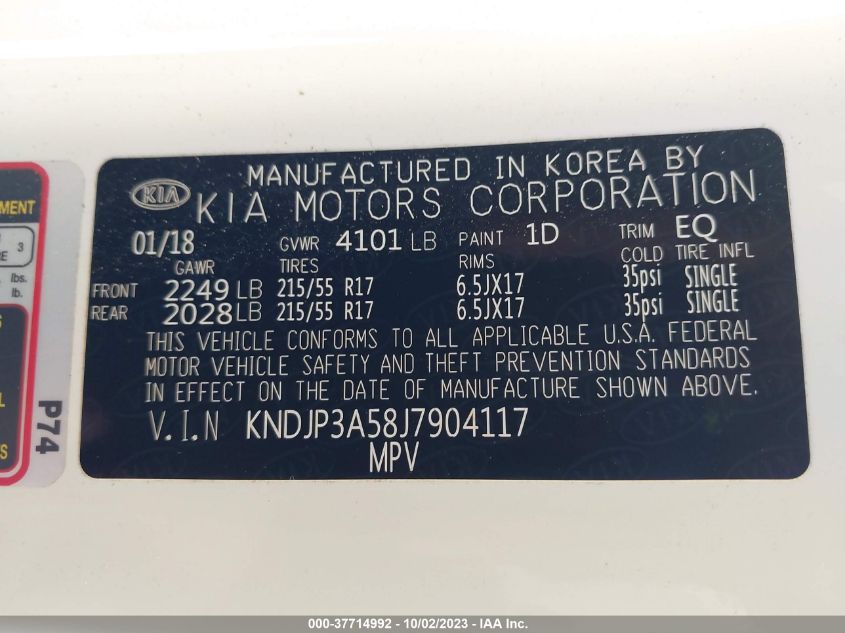 MANUFACTURED IN KOREA BY
KIA KIA MOTORS CORPORATION
01/18 GVWR 4101 LB PAINT 1D TRIM EQ
GAWR TIRES RIMS COLD TIRE INFL
FRONT 2249 LB 215/55 R17 6.5JX17 35psi SINGLE
REAR 2028 LB 215/55 R17 6.5JX17 35psi SINGLE
THIS VEHICLE CONFORMS TO ALL APPLICABLE U.S.A. FEDERAL
MOTOR VEHICLE SAFETY AND THEFT PREVENTION STANDARDS
IN EFFECT ON THE DATE OF MANUFACTURE SHOWN ABOVE.
V.I.N KNDJP3A58J7904117
MPV
MENT
3
lbs.
lb.
P74
000-37714992 - 10/02/2023 - IAA Inc.